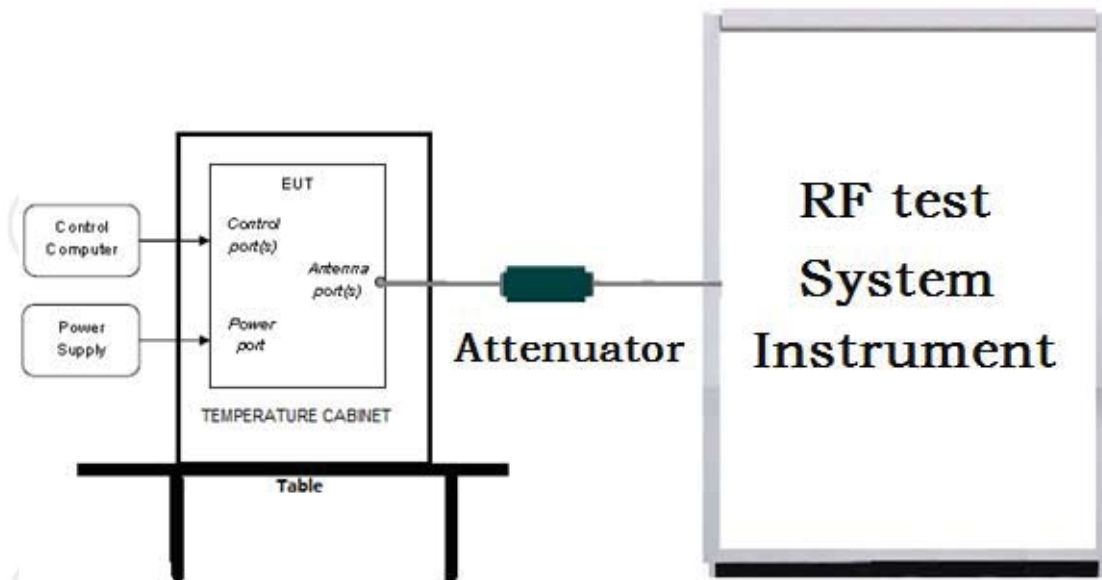 Control
Computer
Power
Supply
EUT
Control
port(s)
Antenna
port(s)
Power
port
TEMPERATURE CABINET
Table
Attenuator
RF test
System
Instrument